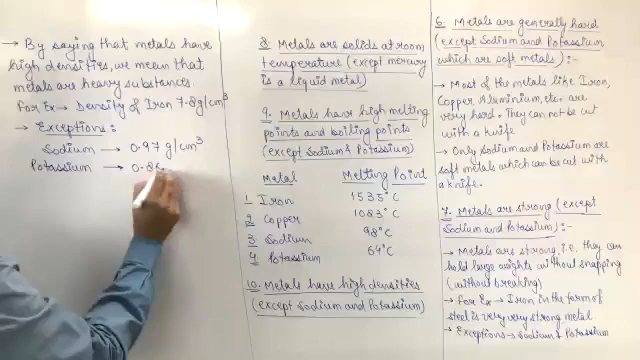 → By saying that metals have
high densities, we mean that
metals are heavy substances
For Ex → Density of Iron 7.8g/cm³
→ Exceptions:
Sodium → 0.97 g/cm³
Potassium → 0.86
8. Metals are solids at room
temperature (except mercury
is a liquid metal)
9. Metals have high melting
points and boiling points
(except Sodium & Potassium)
Metal Melting Point
1 Iron 1535°C
2 Copper 1083°C
3 Sodium 98°C
4 Potassium 64°C
10. Metals have high densities
(except Sodium and Potassium)
6. Metals are generally hard
(except Sodium and Potassium
which are soft metals) :-
→ Most of the metals like Iron,
Copper Aluminium, etc. are
very hard. They can not be cut
with a knife
→ Only Sodium and Potassium are
soft metals which can be cut with
a knife.
7. Metals are strong (except
Sodium and Potassium) :-
→ Metals are strong i.e, they can
hold large weights without snapping
(without breaking)
→ For Ex → Iron in the form of
steel is very very strong metal
→ Exceptions → Sodium & Potassium